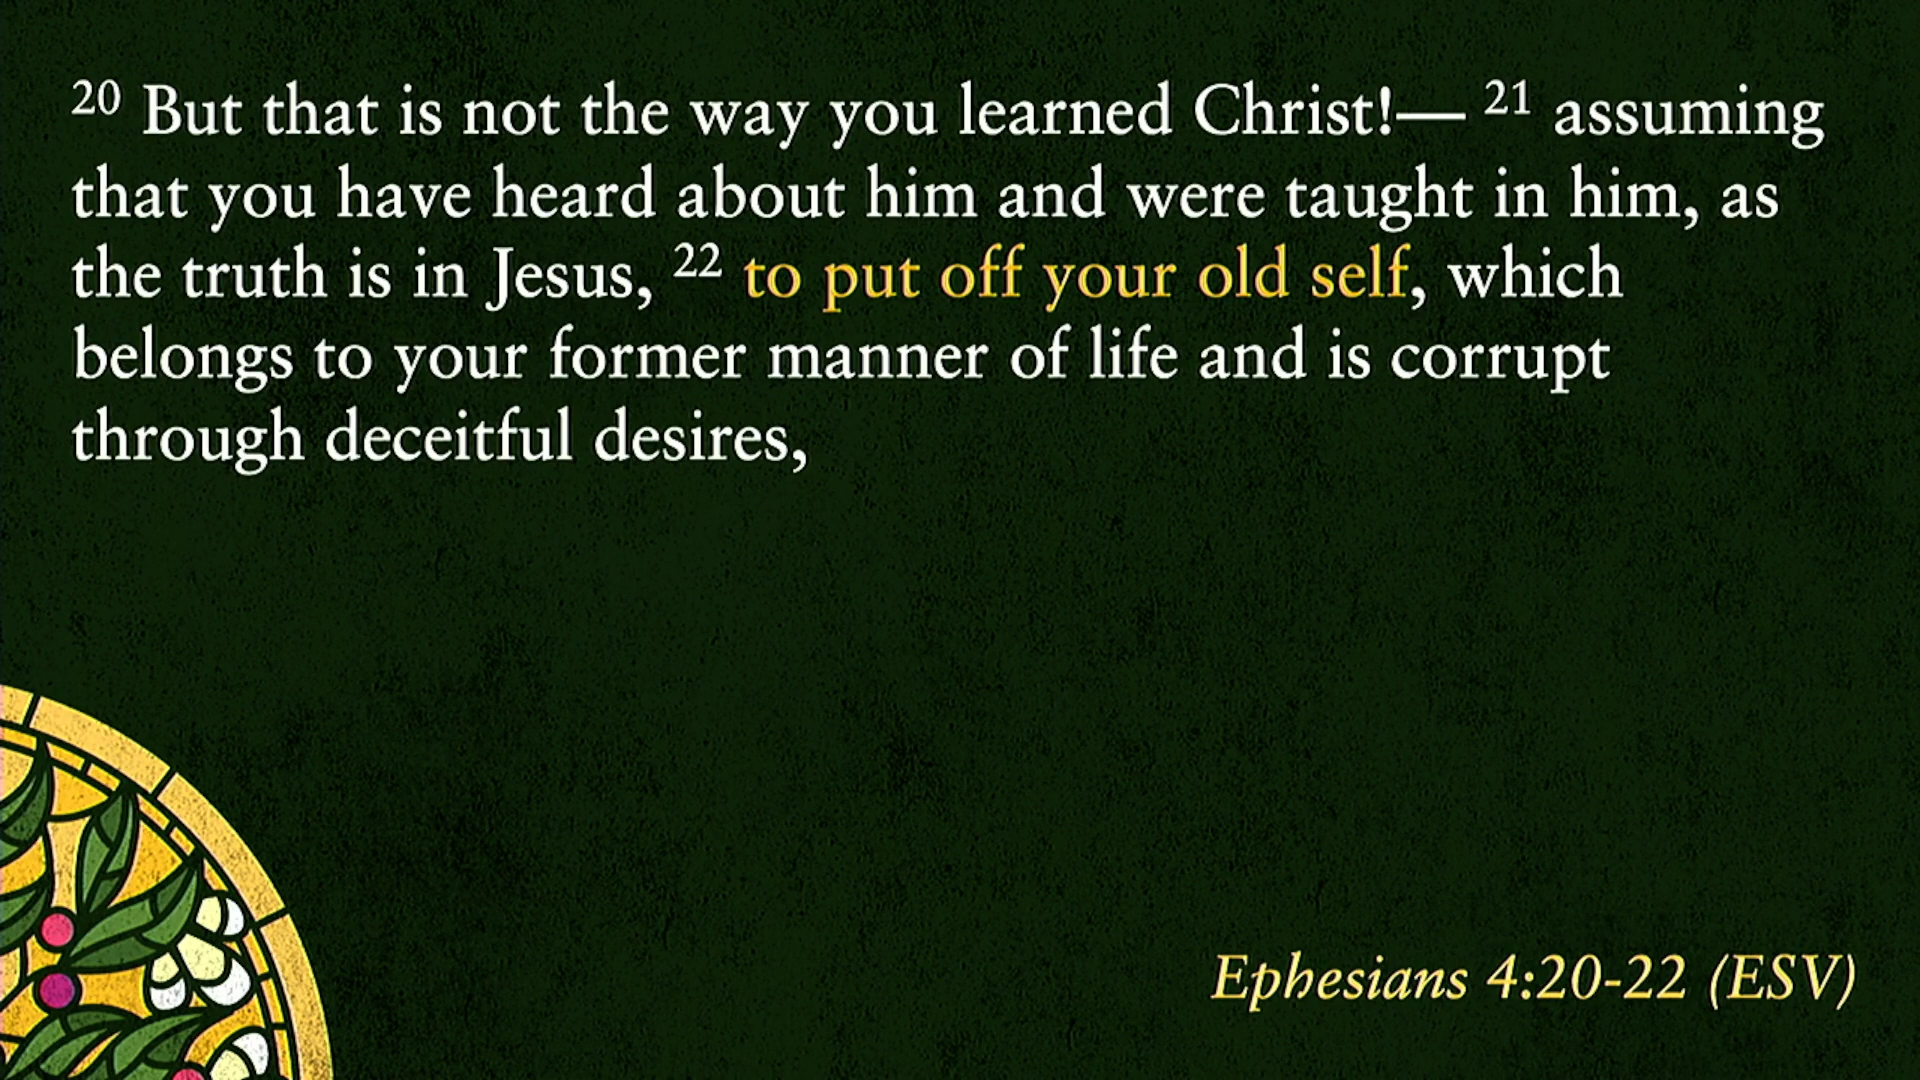 20 But that is not the way you learned Christ!— 21 assuming
that you have heard about him and were taught in him, as
the truth is in Jesus, 22 to put off your old self, which
belongs to your former manner of life and is corrupt
through deceitful desires,
Ephesians 4:20-22 (ESV)